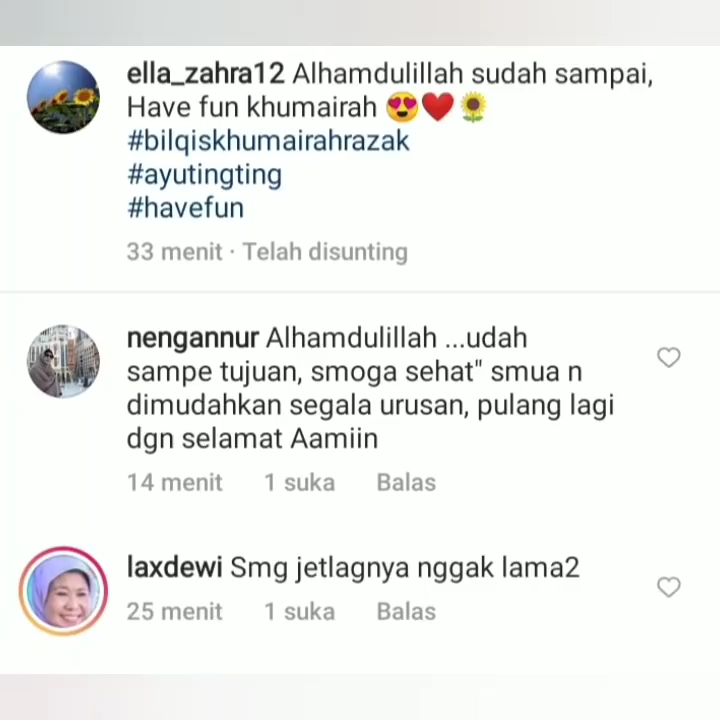 ella_zahra12 Alhamdulillah sudah sampai,
Have fun khumairah 😍❤️🌻
#bilqiskhumairahrazak
#ayutingting
#havefun
33 menit · Telah disunting
nengannur Alhamdulillah ...udah
sampe tujuan, smoga sehat" smua n
dimudahkan segala urusan, pulang lagi
dgn selamat Aamiin
14 menit 1 suka Balas
laxdewi Smg jetlagnya nggak lama2
25 menit 1 suka Balas